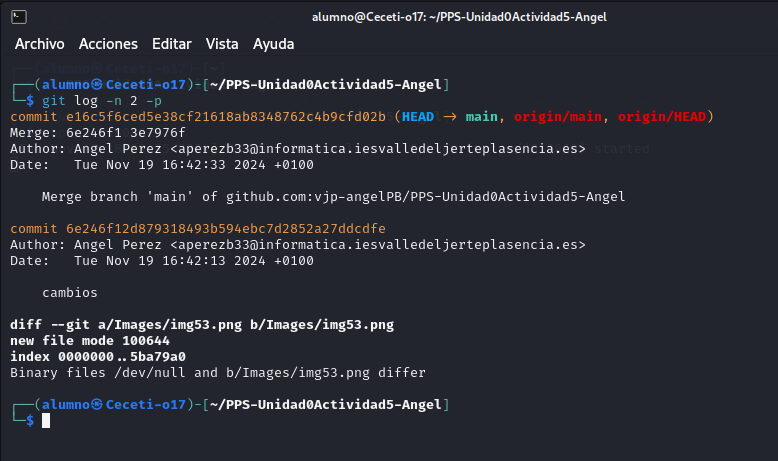 alumno@Ceceti-o17: ~/PPS-Unidad0Actividad5-Angel
Archivo Acciones Editar Vista Ayuda
┌──(alumno㉿Ceceti-o17)-[~/PPS-Unidad0Actividad5-Angel]
└─$ git log -n 2 -p
commit e16c5f6ced5e38cf21618ab8348762c4b9cfd02b (HEAD -> main, origin/main, origin/HEAD)
Merge: 6e246f1 3e7976f
Author: Angel Perez <aperezb33@informatica.iesvalledeljerteplasencia.es> started
Date:   Tue Nov 19 16:42:33 2024 +0100
    Merge branch 'main' of github.com:vjp-angelPB/PPS-Unidad0Actividad5-Angel
commit 6e246f12d879318493b594ebc7d2852a27ddcdfe
Author: Angel Perez <aperezb33@informatica.iesvalledeljerteplasencia.es>
Date:   Tue Nov 19 16:42:13 2024 +0100
    cambios
diff --git a/Images/img53.png b/Images/img53.png
new file mode 100644
index 0000000..5ba79a0
Binary files /dev/null and b/Images/img53.png differ
┌──(alumno㉿Ceceti-o17)-[~/PPS-Unidad0Actividad5-Angel]
└─$